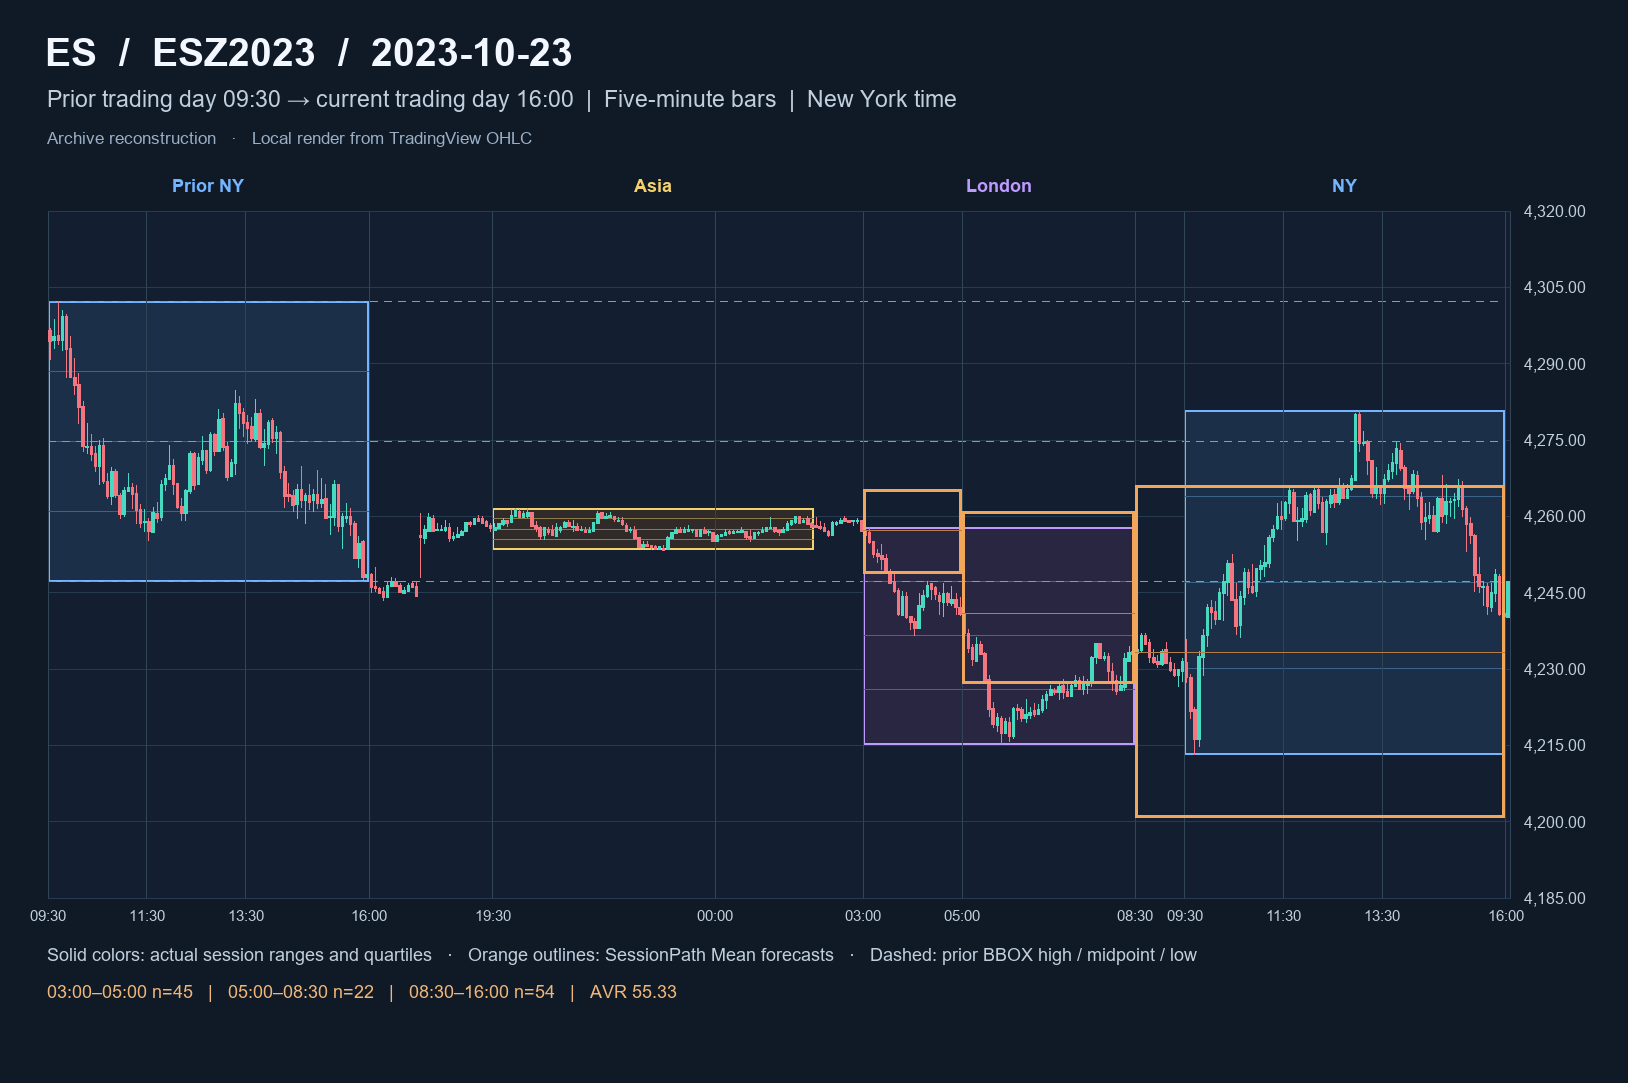 ES / ESZ2023 / 2023-10-23
Prior trading day 09:30 → current trading day 16:00 | Five-minute bars | New York time
Archive reconstruction · Local render from TradingView OHLC
Prior NY Asia London NY
4,320.00
4,305.00
4,290.00
4,275.00
4,260.00
4,245.00
4,230.00
4,215.00
4,200.00
4,185.00
09:30 11:30 13:30 16:00 19:30 00:00 03:00 05:00 08:30 09:30 11:30 13:30 16:00
Solid colors: actual session ranges and quartiles · Orange outlines: SessionPath Mean forecasts · Dashed: prior BBOX high / midpoint / low
03:00–05:00 n=45 | 05:00–08:30 n=22 | 08:30–16:00 n=54 | AVR 55.33